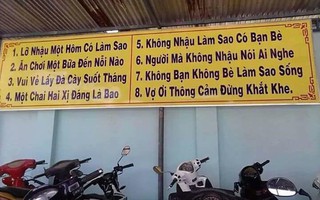 1. Lỡ Nhậu Một Hôm Có Làm Sao
2. Ăn Chơi Một Bữa Đến Nỗi Nào
3. Vui Vẻ Lấy Đà Cày Suốt Tháng
4. Một Chai Hai Xị Đáng Là Bao
5. Không Nhậu Làm Sao Có Bạn Bè
6. Người Mà Không Nhậu Nói Ai Nghe
7. Không Bạn Không Bè Làm Sao Sống
8. Vợ Ơi Thông Cảm Đừng Khắt Khe.